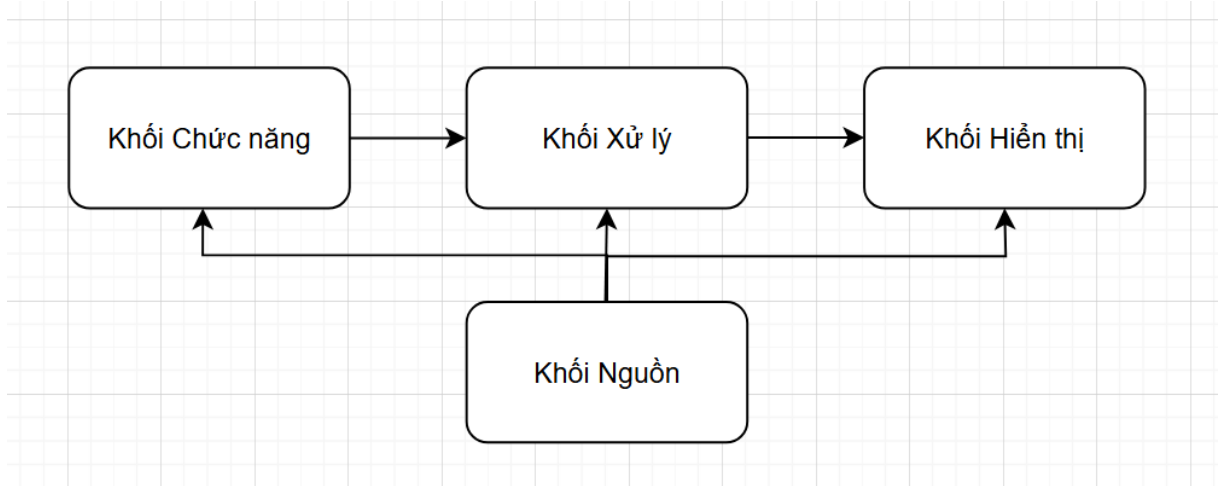 Khối Chức năng
Khối Xử lý
Khối Hiển thị
Khối Nguồn